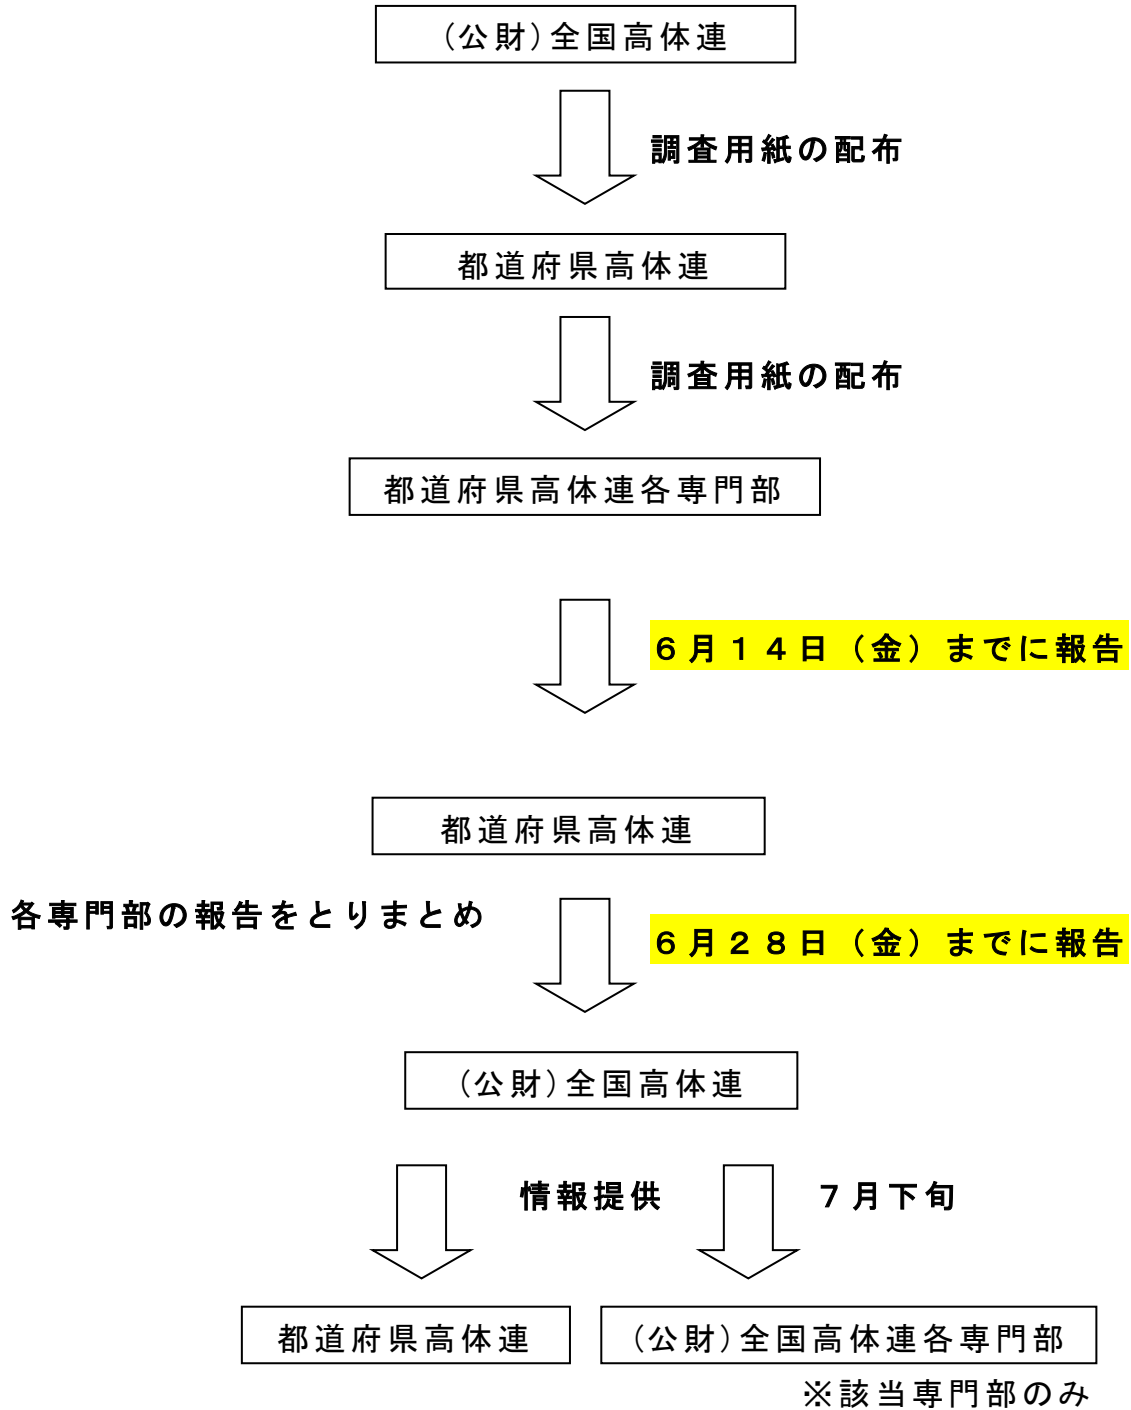 (公財)全国高体連
調査用紙の配布
都道府県高体連
調査用紙の配布
都道府県高体連各専門部
６月１４日（金）までに報告
都道府県高体連
各専門部の報告をとりまとめ
６月２８日（金）までに報告
(公財)全国高体連
情報提供
７月下旬
都道府県高体連
(公財)全国高体連各専門部
※該当専門部のみ